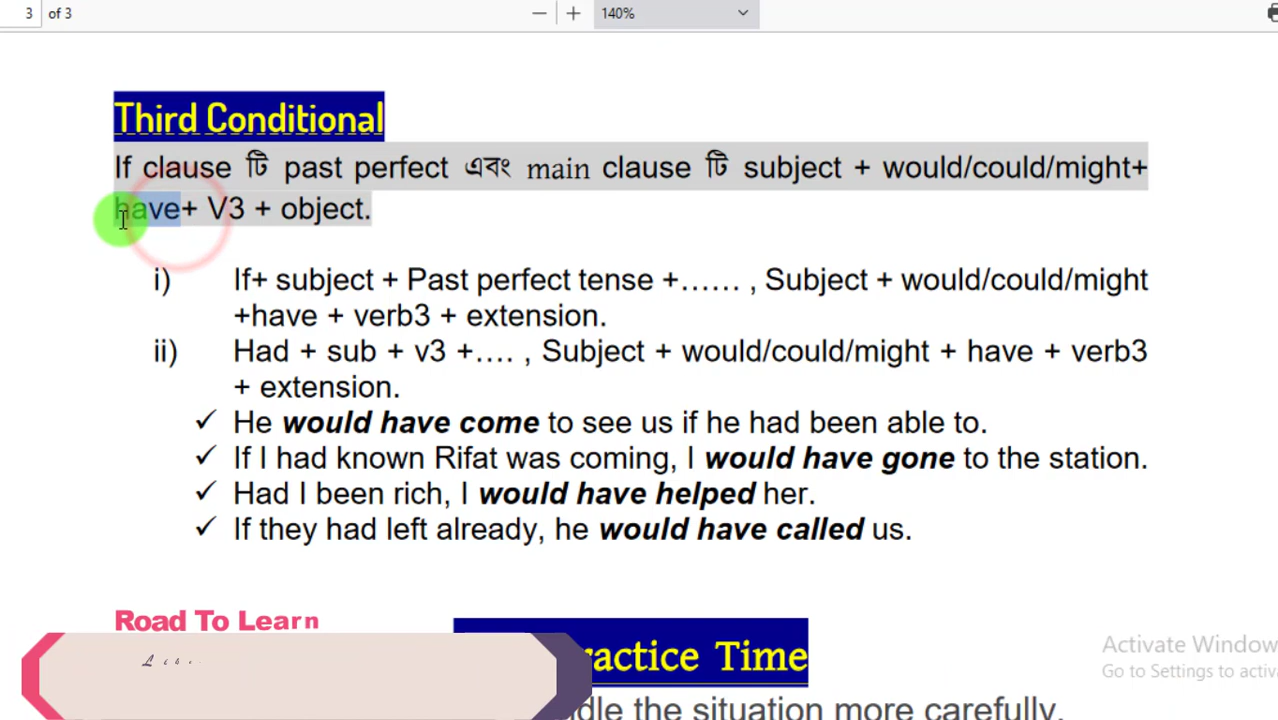 3 of 3
140%
Third Conditional
If clause টি past perfect এবং main clause টি subject + would/could/might+
have+ V3 + object.
i) If+ subject + Past perfect tense +…… , Subject + would/could/might
+have + verb3 + extension.
ii) Had + sub + v3 +…. , Subject + would/could/might + have + verb3
+ extension.
✓ He would have come to see us if he had been able to.
✓ If I had known Rifat was coming, I would have gone to the station.
✓ Had I been rich, I would have helped her.
✓ If they had left already, he would have called us.
Road To Learn
ractice Time
Activate Window
Go to Settings to activa
dle the situation more carefully.